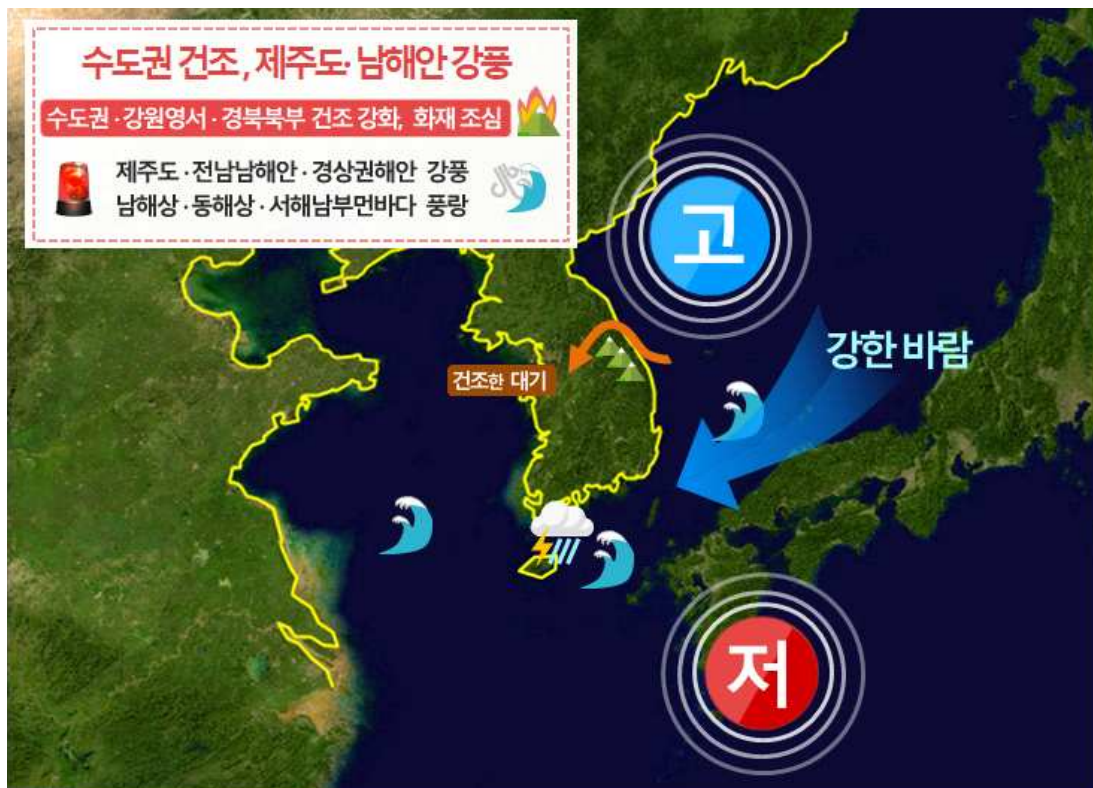 수도권 건조, 제주도·남해안 강풍
수도권·강원영서·경북북부 건조 강화, 화재 조심
제주도·전남남해안·경상권해안 강풍
남해상·동해상·서해남부먼바다 풍랑
고
강한 바람
건조한 대기
저